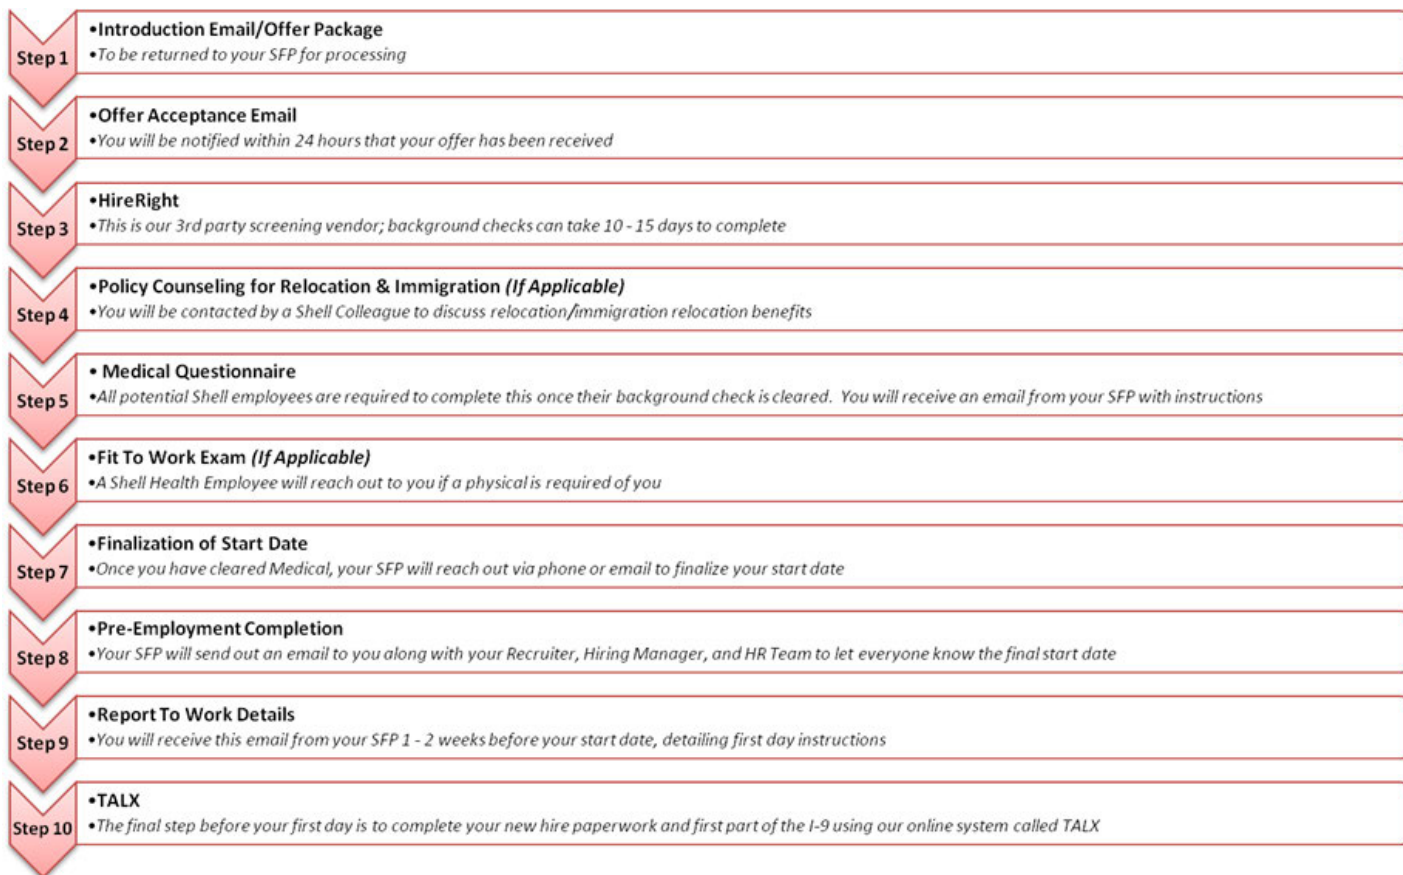 Step 1
•Introduction Email/Offer Package
•To be returned to your SFP for processing
Step 2
•Offer Acceptance Email
•You will be notified within 24 hours that your offer has been received
Step 3
•HireRight
•This is our 3rd party screening vendor; background checks can take 10 - 15 days to complete
Step 4
•Policy Counseling for Relocation & Immigration (If Applicable)
•You will be contacted by a Shell Colleague to discuss relocation/immigration relocation benefits
Step 5
• Medical Questionnaire
•All potential Shell employees are required to complete this once their background check is cleared.  You will receive an email from your SFP with instructions
Step 6
•Fit To Work Exam (If Applicable)
•A Shell Health Employee will reach out to you if a physical is required of you
Step 7
•Finalization of Start Date
•Once you have cleared Medical, your SFP will reach out via phone or email to finalize your start date
Step 8
•Pre-Employment Completion
•Your SFP will send out an email to you along with your Recruiter, Hiring Manager, and HR Team to let everyone know the final start date
Step 9
•Report To Work Details
•You will receive this email from your SFP 1 - 2 weeks before your start date, detailing first day instructions
Step 10
•TALX
•The final step before your first day is to complete your new hire paperwork and first part of the I-9 using our online system called TALX